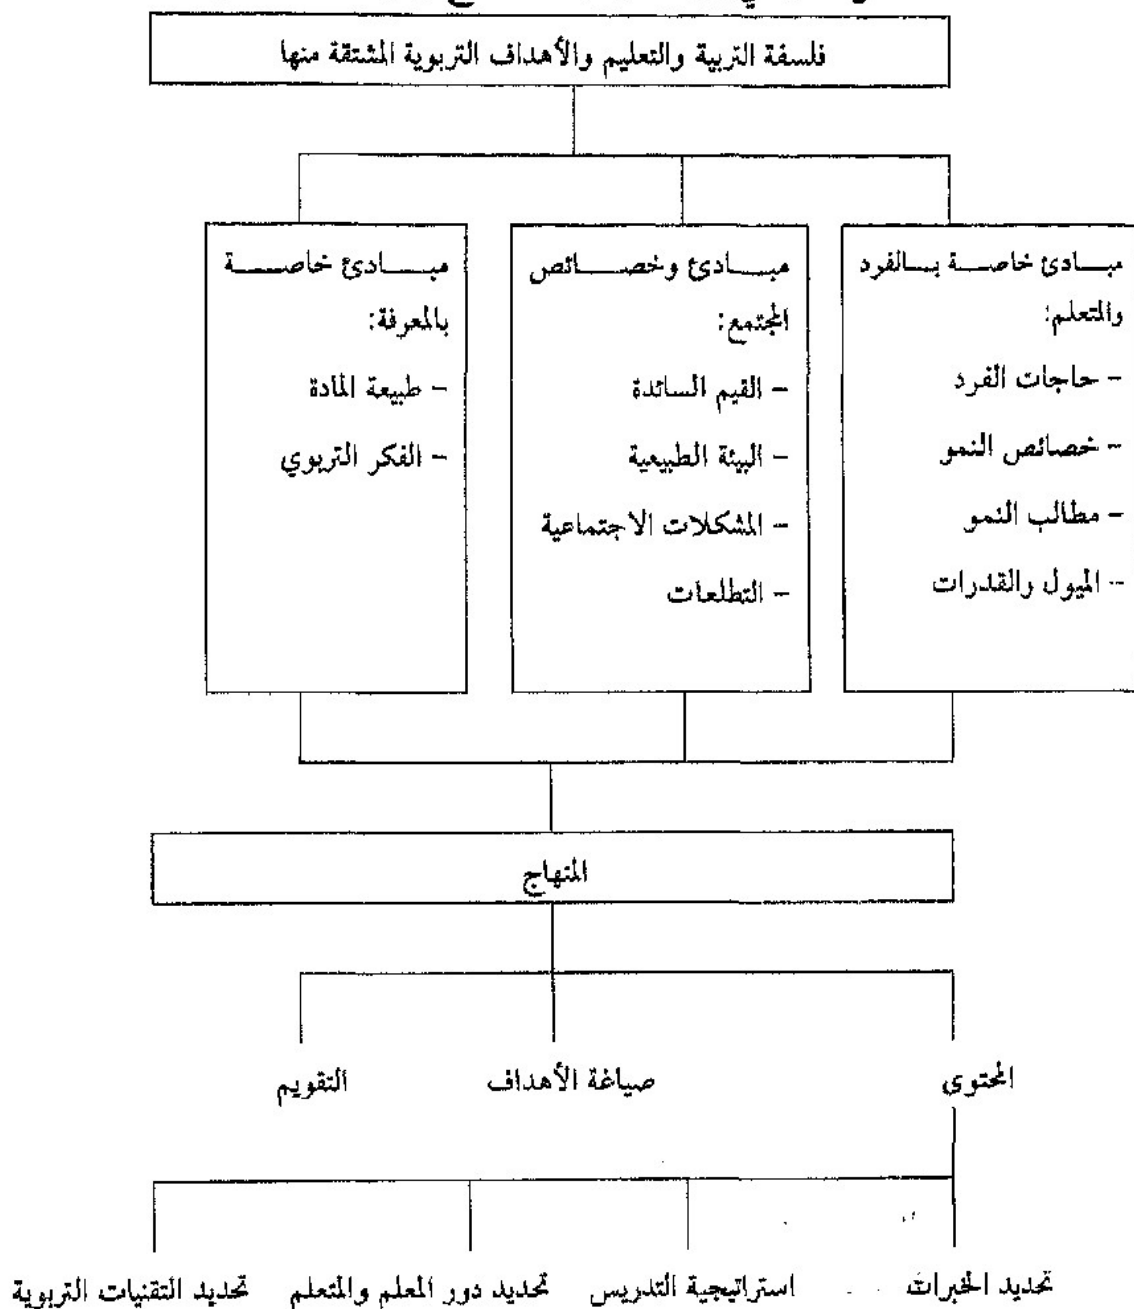 فلسفة التربية والتعليم والأهداف التربوية المشتقة منها
مبادئ خاصة بالفرد
والمتعلم:
- حاجات الفرد
- خصائص النمو
- مطالب النمو
- الميول والقدرات
مبادئ وخصائص
المجتمع:
- القيم السائدة
- البيئة الطبيعية
- المشكلات الاجتماعية
- التطلعات
مبادئ خاصة
بالمعرفة:
- طبيعة المادة
- الفكر التربوي
المنهاج
المحتوى
صياغة الأهداف
التقويم
تحديد الخبرات
استراتيجية التدريس
تحديد دور المعلم والمتعلم
تحديد التقنيات التربوية